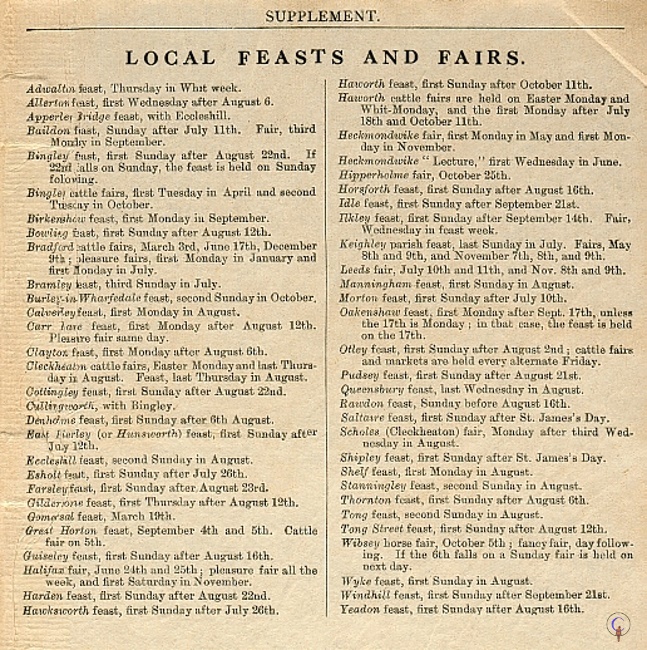 SUPPLEMENT.
LOCAL FEASTS AND FAIRS.
Adwalton feast, Thursday in Whit week.
Allerton feast, first Wednesday after August 6.
Apperley Bridge feast, with Eccleshill.
Baildon feast, Sunday after July 11th. Fair, third
Monday in September.
Bingley feast, first Sunday after August 22nd. If
22nd falls on Sunday, the feast is held on Sunday
following.
Bingley cattle fairs, first Tuesday in April and second
Tuesday in October.
Birkenshaw feast, first Monday in September.
Bowling feast, first Sunday after August 12th.
Bradford cattle fairs, March 3rd, June 17th, December
9th; pleasure fairs, first Monday in January and
first Monday in July.
Bramley feast, third Sunday in July.
Burley-in-Wharfedale feast, second Sunday in October.
Calverley feast, first Monday in August.
Carr Lane feast, first Monday after August 12th.
Pleasure fair same day.
Clayton feast, first Monday after August 6th.
Cleckheaton cattle fairs, Easter Monday and last Thurs-
day in August. Feast, last Thursday in August.
Cottingley feast, first Sunday after August 22nd.
Cullingworth, with Bingley.
Denholme feast, first Sunday after 6th August.
East Bierley (or Hunsworth) feast, first Sunday after
July 12th.
Eccleshill feast, second Sunday in August.
Esholt feast, first Sunday after July 26th.
Farsley feast, first Sunday after August 23rd.
Gildersome feast, first Thursday after August 12th.
Gomersal feast, March 19th.
Great Horton feast, September 4th and 5th. Cattle
fair on 5th.
Guiseley feast, first Sunday after August 16th.
Halifax fair, June 24th and 25th; pleasure fair all the
week, and first Saturday in November.
Harden feast, first Sunday after August 22nd.
Hawksworth feast, first Sunday after July 26th.
Haworth feast, first Sunday after October 11th.
Haworth cattle fairs are held on Easter Monday and
Whit-Monday, and the first Monday after July
18th and October 11th.
Heckmondwike fair, first Monday in May and first Mon-
day in November.
Heckmondwike "Lecture," first Wednesday in June.
Hipperholme fair, October 25th.
Horsforth feast, first Sunday after August 16th.
Idle feast, first Sunday after September 21st.
Ilkley feast, first Sunday after September 14th. Fair,
Wednesday in feast week.
Keighley parish feast, last Sunday in July. Fairs, May
8th and 9th, and November 7th, 8th, and 9th.
Leeds fair, July 10th and 11th, and Nov. 8th and 9th.
Manningham feast, first Sunday in August.
Morton feast, first Sunday after July 10th.
Oakenshaw feast, first Monday after Sept. 17th, unless
the 17th is Monday; in that case, the feast is held
on the 17th.
Otley feast, first Sunday after August 2nd; cattle fairs
and markets are held every alternate Friday.
Pudsey feast, first Sunday after August 21st.
Queensbury feast, last Wednesday in August.
Rawdon feast, Sunday before August 16th.
Saltaire feast, first Sunday after St. James's Day.
Scholes (Cleckheaton) fair, Monday after third Wed-
nesday in August.
Shipley feast, first Sunday after St. James's Day.
Shelf feast, first Monday in August.
Stanningley feast, second Sunday in August.
Thornton feast, first Sunday after August 6th.
Tong feast, second Sunday in August.
Tong Street feast, first Sunday after August 12th.
Wibsey horse fair, October 5th; fancy fair, day follow-
ing. If the 6th falls on a Sunday fair is held on
next day.
Wyke feast, first Sunday in August.
Windhill feast, first Sunday after September 21st.
Yeadon feast, first Sunday after August 16th.